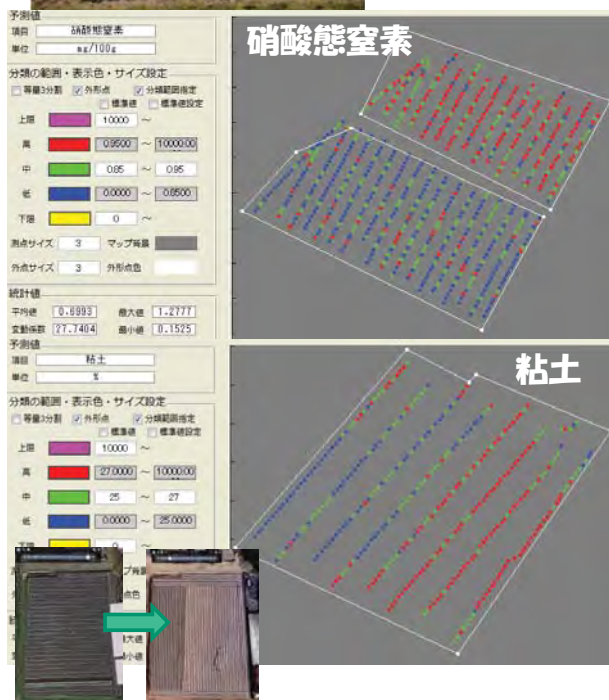 予測値
項目 硝酸態窒素
単位 mg/100g
分類の範囲・表示色・サイズ設定
等量3分割 外形点 分類範囲指定
標準値 標準値設定
上限 10000 ～
高 0.9500 ～ 10000.00
中 0.85 ～ 0.95
低 0.0000 ～ 0.8500
下限 0 ～
測点サイズ 3 マップ背景
外点サイズ 3 外形点色
統計値
平均値 0.6993 最大値 1.2777
変動係数 27.7404 最小値 0.1525
硝酸態窒素
予測値
項目 粘土
単位 %
分類の範囲・表示色・サイズ設定
等量3分割 外形点 分類範囲指定
標準値 標準値設定
上限 10000 ～
高 27.0000 ～ 10000.00
中 25 ～ 27
低 0.0000 ～ 25.0000
下限 0 ～
粘土